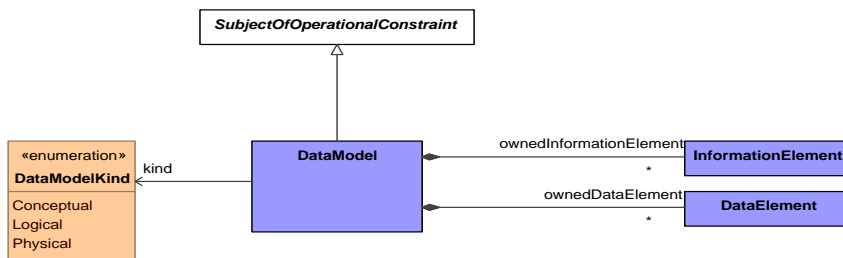 SubjectOfOperationalConstraint
«enumeration»
DataModelKind
Conceptual
Logical
Physical
kind
DataModel
ownedInformationElement
*
InformationElement
ownedDataElement
*
DataElement